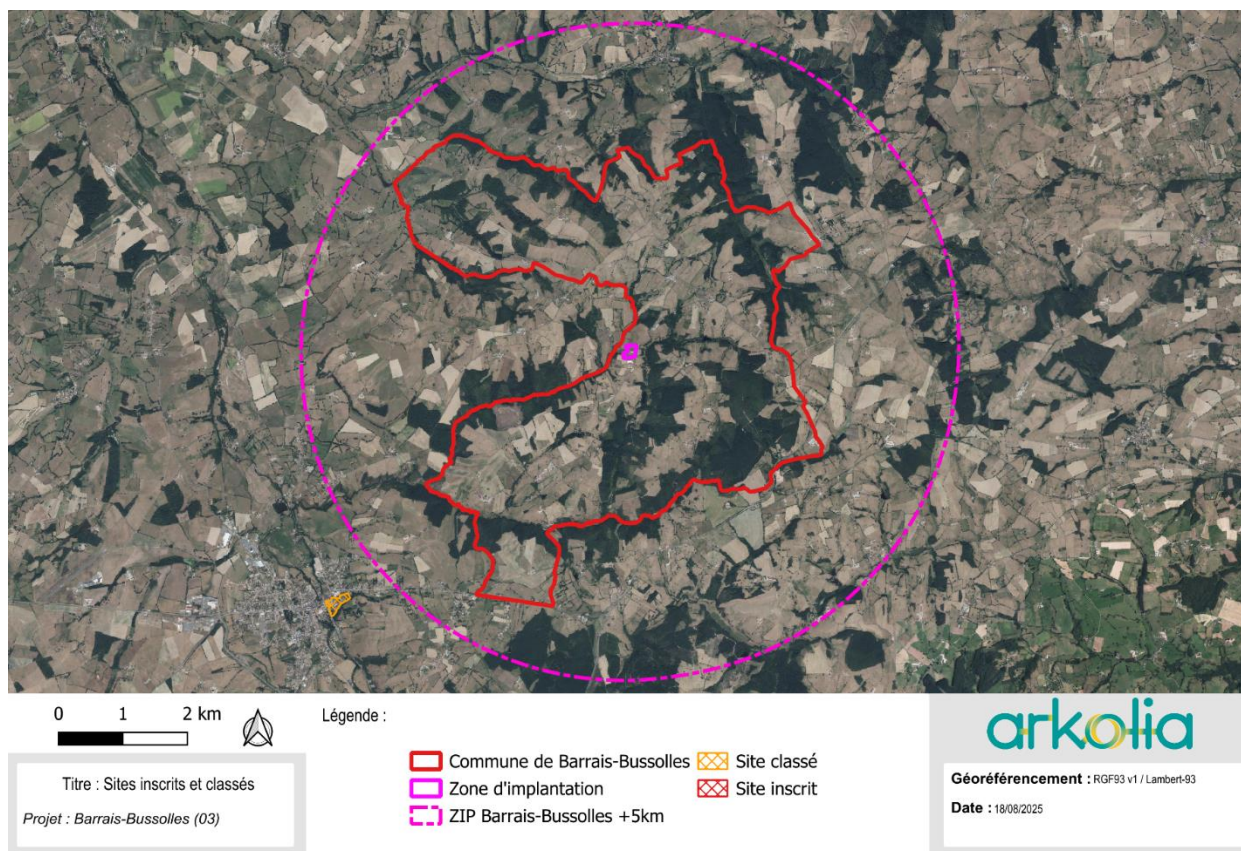 0 1 2 km
Légende :
Commune de Barrais-Bussolles
Zone d'implantation
ZIP Barrais-Bussolles +5km
Site classé
Site inscrit
Titre : Sites inscrits et classés
Projet : Barrais-Bussolles (03)
arkolia
Géoréférencement : RGF93 v1 / Lambert-93
Date : 18/08/2025